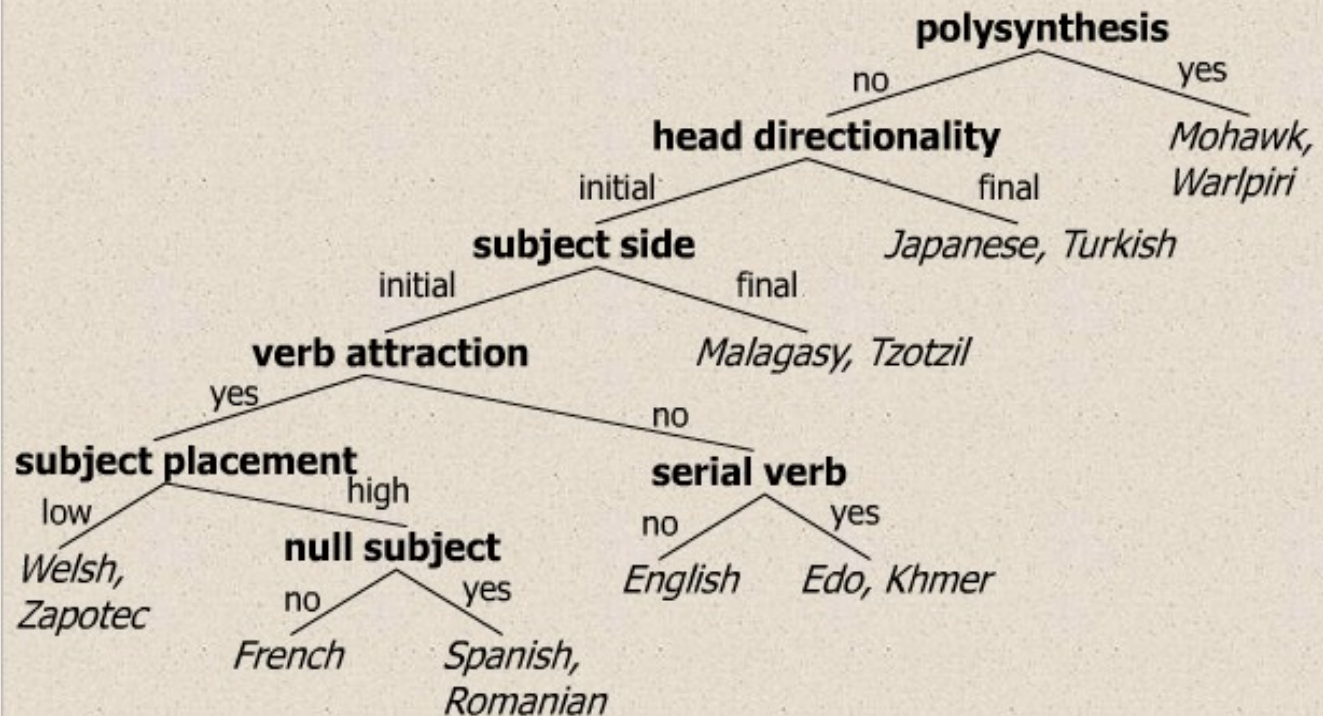 polysynthesis
no
yes
head directionality
Mohawk,
Warlpiri
initial
final
subject side
Japanese, Turkish
initial
final
verb attraction
Malagasy, Tzotzil
yes
no
subject placement
serial verb
low
high
no
yes
Welsh,
Zapotec
null subject
English
Edo, Khmer
no
yes
French
Spanish,
Romanian